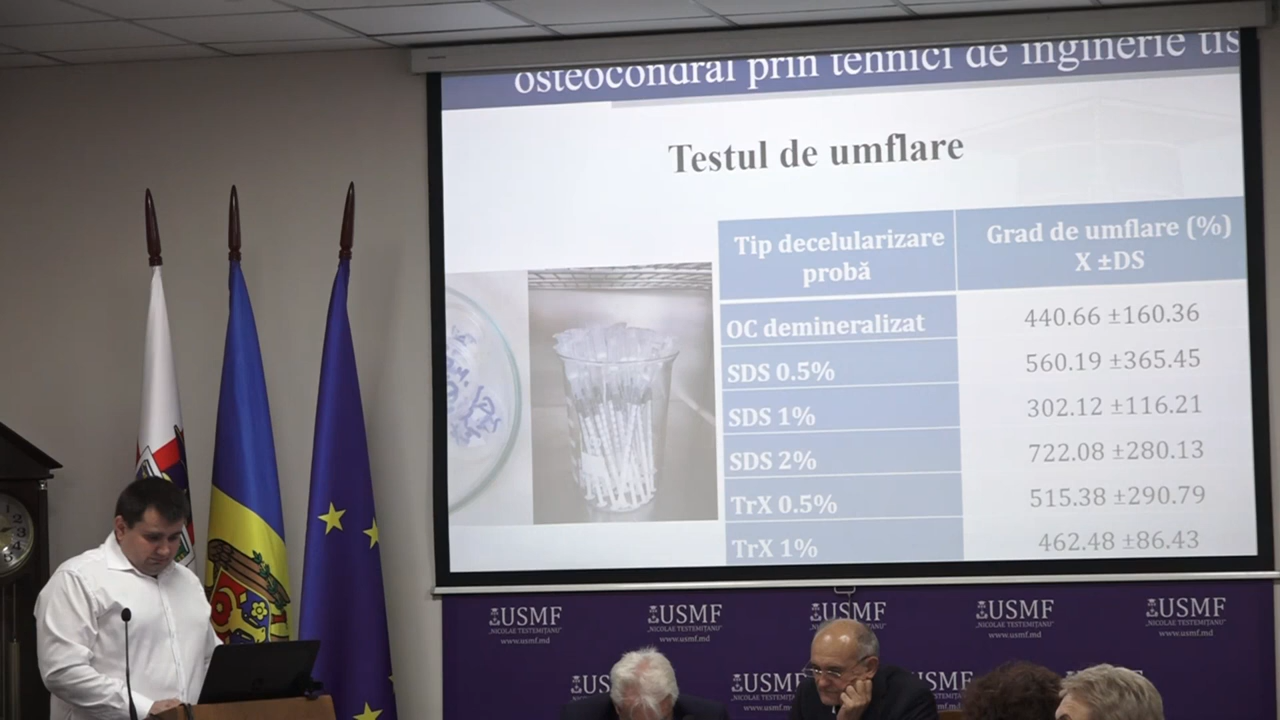 osteocondral prin tehnici de inginerie tis
Testul de umflare
Tip decelularizare probă
Grad de umflare (%) X ±DS
OC demineralizat 440.66 ±160.36
SDS 0.5% 560.19 ±365.45
SDS 1% 302.12 ±116.21
SDS 2% 722.08 ±280.13
TrX 0.5% 515.38 ±290.79
TrX 1% 462.48 ±86.43
USMF USMF USMF USMF USMF
"NICOLAE TESTEMIȚANU" "NICOLAE TESTEMIȚANU" "NICOLAE TESTEMIȚANU" "NICOLAE TESTEMIȚANU"
www.usmf.md www.usmf.md www.usmf.md www.usmf.md
USMF USMF